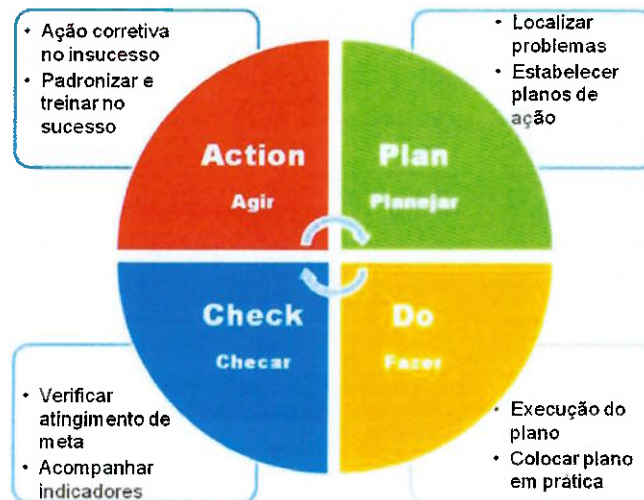 • Ação corretiva
no insucesso
• Padronizar e
treinar no
sucesso
• Localizar
problemas
• Estabelecer
planos de
ação
Action
Agir
Plan
Planejar
Check
Checar
Do
Fazer
• Verificar
atingimento de
meta
• Acompanhar
indicadores
• Execução do
plano
• Colocar plano
em prática